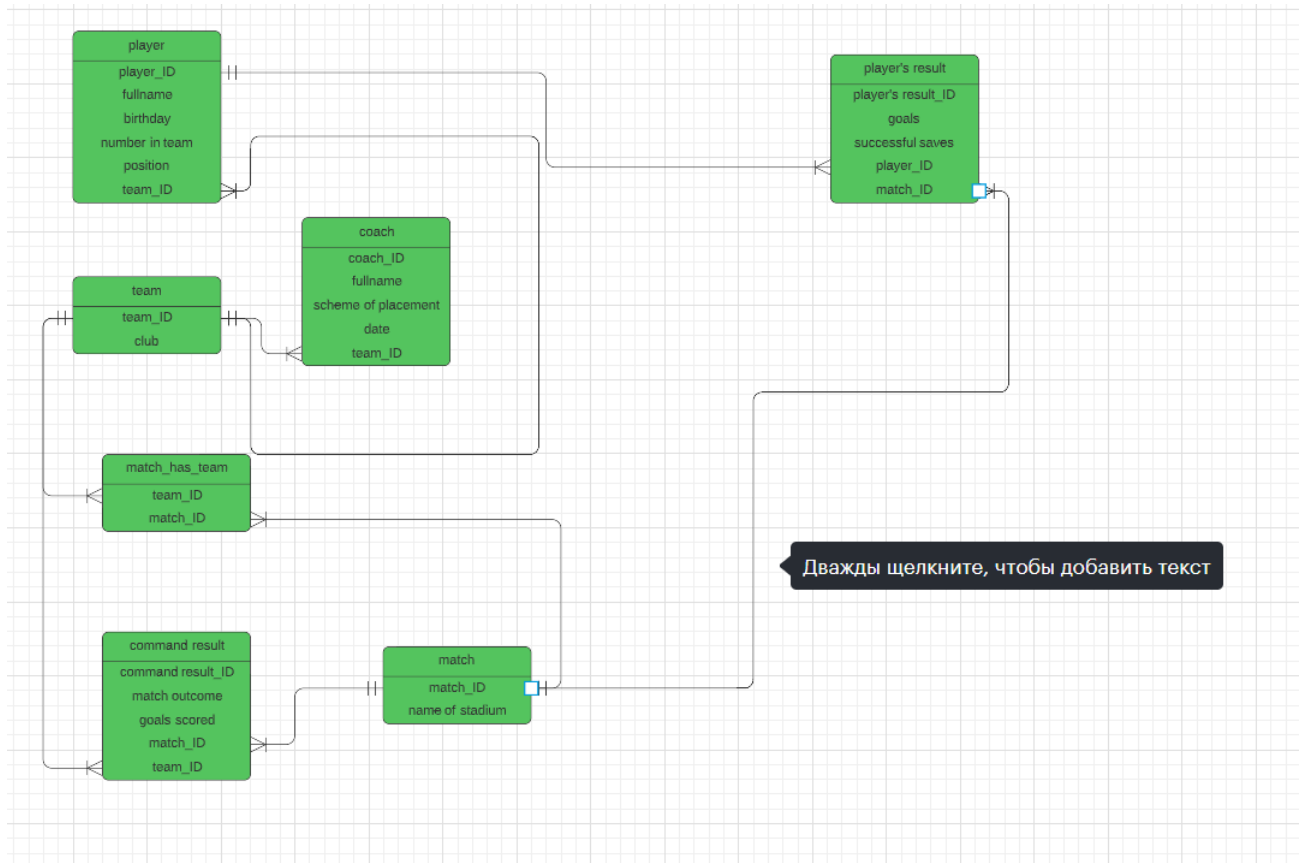 player
player_ID
fullname
birthday
number in team
position
team_ID
player's result
player's result_ID
goals
successful saves
player_ID
match_ID
coach
coach_ID
fullname
scheme of placement
date
team_ID
team
team_ID
club
match_has_team
team_ID
match_ID
Дважды щелкните, чтобы добавить текст
command result
command result_ID
match outcome
goals scored
match_ID
team_ID
match
match_ID
name of stadium